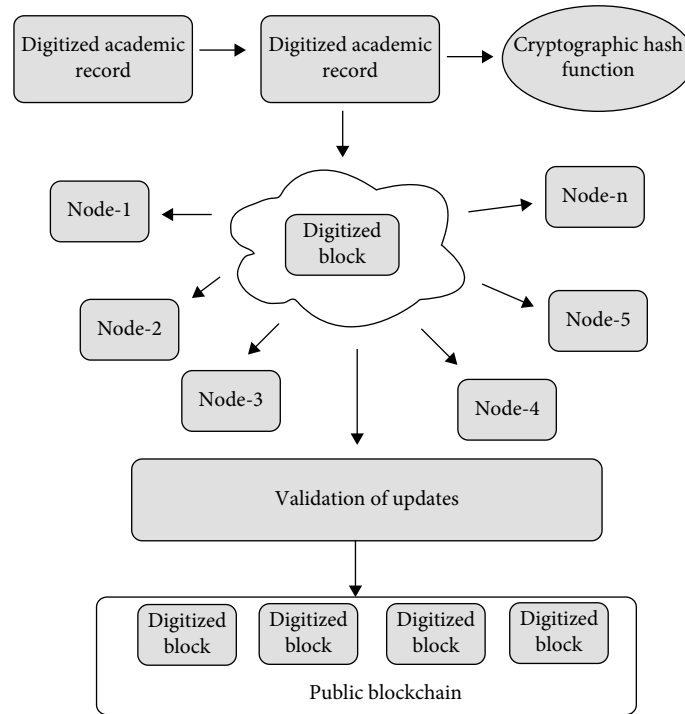 Digitized academic
record
Digitized academic
record
Cryptographic hash
function
Node-1
Digitized
block
Node-n
Node-2
Node-5
Node-3
Node-4
Validation of updates
Digitized
block
Digitized
block
Digitized
block
Digitized
block
Public blockchain